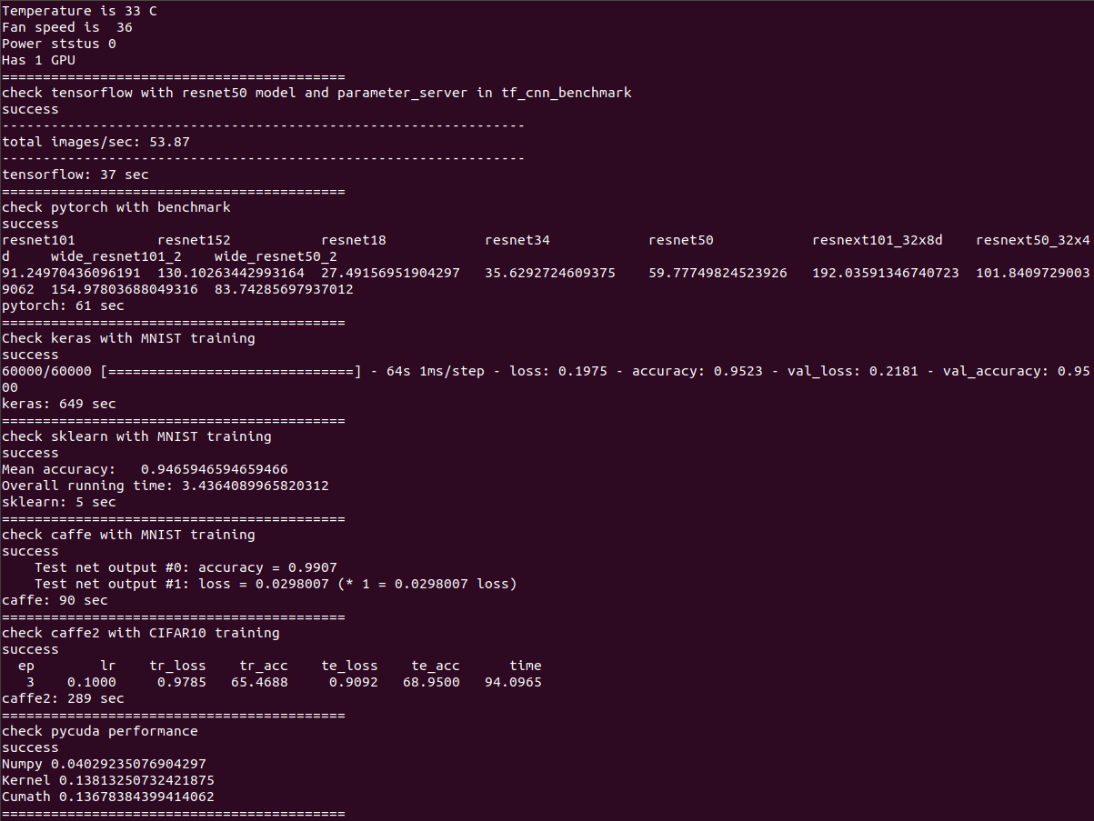 Temperature is 33 C
Fan speed is  36
Power ststus 0
Has 1 GPU
==========================================
check tensorflow with resnet50 model and parameter_server in tf_cnn_benchmark
success
----------------------------------------------------------------
total images/sec: 53.87
----------------------------------------------------------------
tensorflow: 37 sec
==========================================
check pytorch with benchmark
success
resnet101          resnet152           resnet18            resnet34            resnet50            resnext101_32x8d    resnext50_32x4
d     wide_resnet101_2    wide_resnet50_2
91.24970436096191  130.10263442993164  27.49156951904297   35.6292724609375    59.77749824523926   192.03591346740723  101.8409729003
9062  154.97803688049316  83.74285697937012
pytorch: 61 sec
==========================================
Check keras with MNIST training
success
60000/60000 [==============================] - 64s 1ms/step - loss: 0.1975 - accuracy: 0.9523 - val_loss: 0.2181 - val_accuracy: 0.95
00
keras: 649 sec
==========================================
check sklearn with MNIST training
success
Mean accuracy:   0.9465946594659466
Overall running time: 3.4364089965820312
sklearn: 5 sec
==========================================
check caffe with MNIST training
success
    Test net output #0: accuracy = 0.9907
    Test net output #1: loss = 0.0298007 (* 1 = 0.0298007 loss)
caffe: 90 sec
==========================================
check caffe2 with CIFAR10 training
success
  ep        lr    tr_loss    tr_acc     te_loss    te_acc      time
   3    0.1000     0.9785   65.4688     0.9092   68.9500   94.0965
caffe2: 289 sec
==========================================
check pycuda performance
success
Numpy 0.04029235076904297
Kernel 0.13813250732421875
Cumath 0.13678384399414062
==========================================